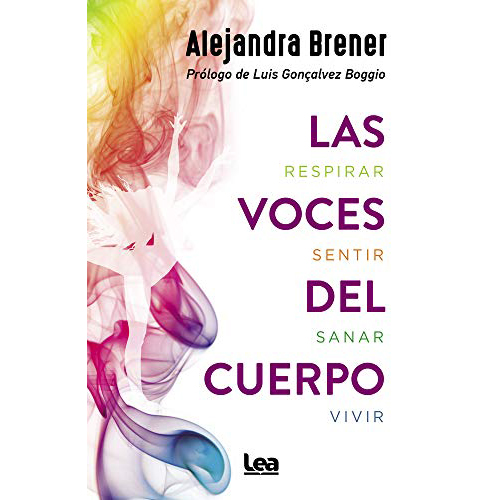 Alejandra Brener
Prólogo de Luis Gonçalvez Boggio
LAS
RESPIRAR
VOCES
SENTIR
DEL
SANAR
CUERPO
VIVIR
Lea